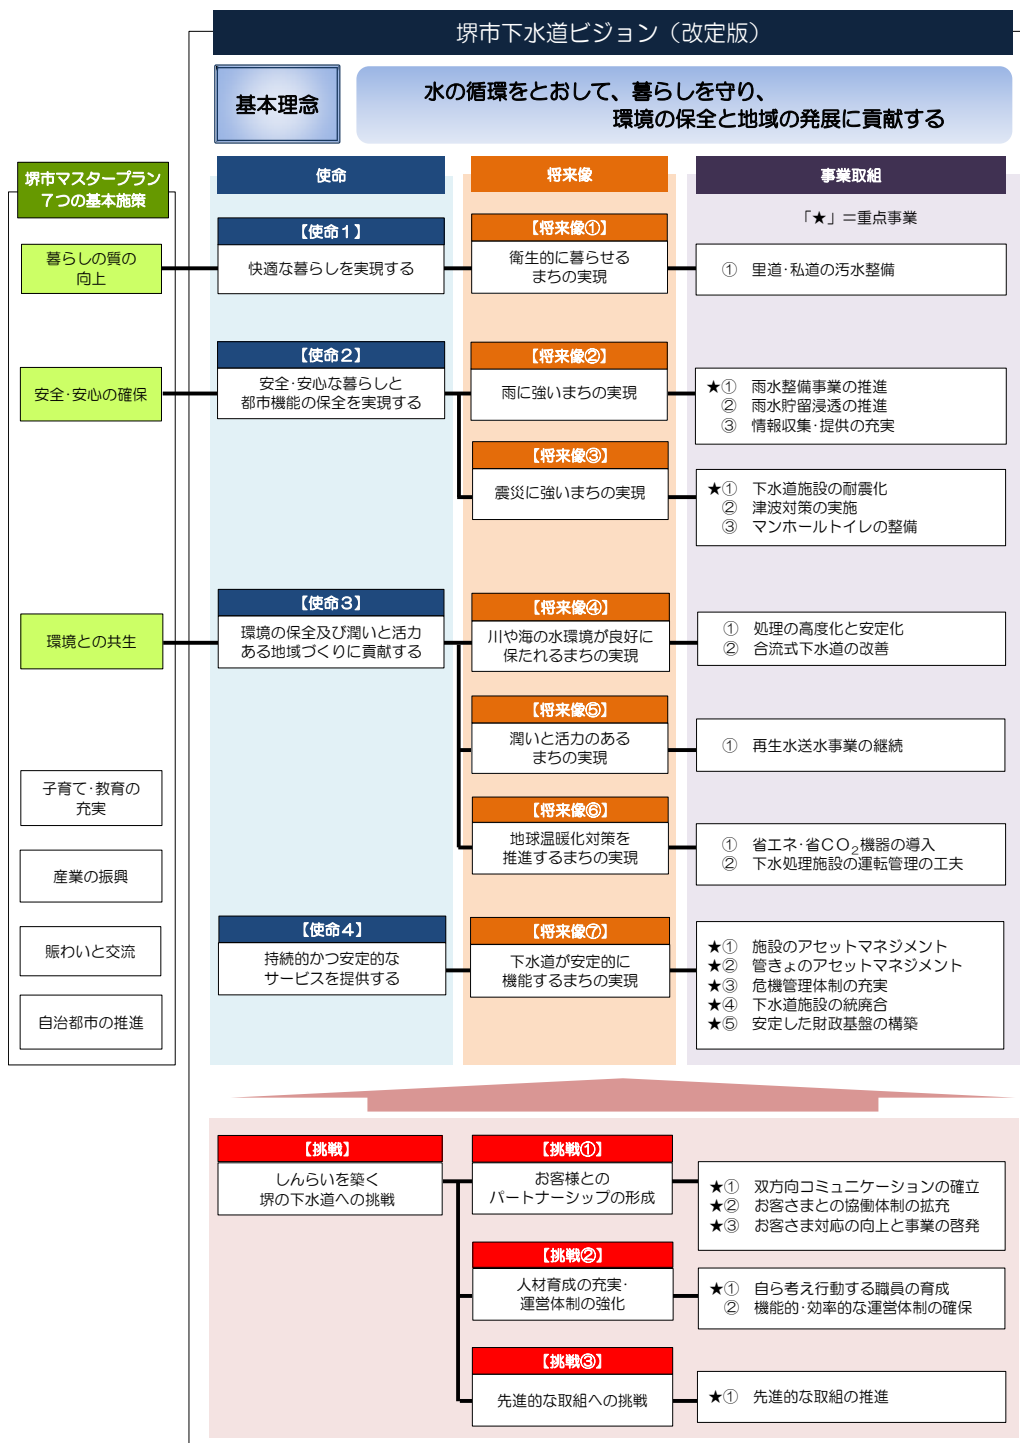 堺市下水道ビジョン（改定版）
基本理念
水の循環をとおして、暮らしを守り、
環境の保全と地域の発展に貢献する
堺市マスタープラン
７つの基本施策
使命
将来像
事業取組
「★」＝重点事業
暮らしの質の
向上
【使命１】
快適な暮らしを実現する
【将来像①】
衛生的に暮らせる
まちの実現
① 里道･私道の汚水整備
安全･安心の確保
【使命２】
安全･安心な暮らしと
都市機能の保全を実現する
【将来像②】
雨に強いまちの実現
★① 雨水整備事業の推進
② 雨水貯留浸透の推進
③ 情報収集･提供の充実
【将来像③】
震災に強いまちの実現
★① 下水道施設の耐震化
② 津波対策の実施
③ マンホールトイレの整備
環境との共生
【使命３】
環境の保全及び潤いと活力
ある地域づくりに貢献する
【将来像④】
川や海の水環境が良好に
保たれるまちの実現
① 処理の高度化と安定化
② 合流式下水道の改善
【将来像⑤】
潤いと活力のある
まちの実現
① 再生水送水事業の継続
【将来像⑥】
地球温暖化対策を
推進するまちの実現
① 省エネ･省ＣＯ₂機器の導入
② 下水処理施設の運転管理の工夫
子育て･教育の
充実
産業の振興
賑わいと交流
自治都市の推進
【使命４】
持続的かつ安定的な
サービスを提供する
【将来像⑦】
下水道が安定的に
機能するまちの実現
★① 施設のアセットマネジメント
★② 管きょのアセットマネジメント
★③ 危機管理体制の充実
★④ 下水道施設の統廃合
★⑤ 安定した財政基盤の構築
【挑戦】
しんらいを築く
堺の下水道への挑戦
【挑戦①】
お客様との
パートナーシップの形成
★① 双方向コミュニケーションの確立
★② お客さまとの協働体制の拡充
★③ お客さま対応の向上と事業の啓発
【挑戦②】
人材育成の充実･
運営体制の強化
★① 自ら考え行動する職員の育成
② 機能的･効率的な運営体制の確保
【挑戦③】
先進的な取組への挑戦
★① 先進的な取組の推進